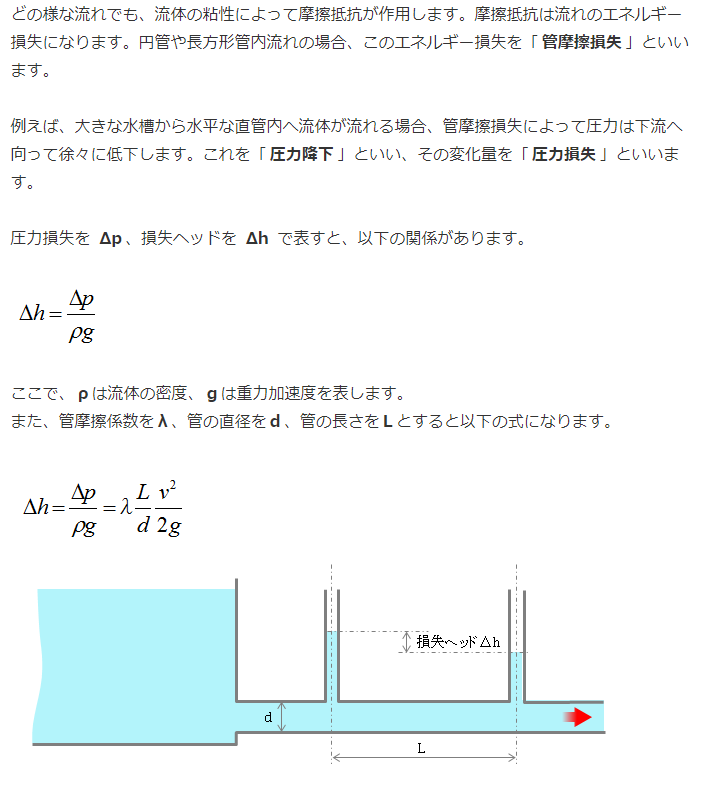 どの様な流れでも、流体の粘性によって摩擦抵抗が作用します。摩擦抵抗は流れのエネルギー
損失になります。円管や長方形管内流れの場合、このエネルギー損失を「 管摩擦損失 」といい
ます。
例えば、大きな水槽から水平な直管内へ流体が流れる場合、管摩擦損失によって圧力は下流へ
向って徐々に低下します。これを「 圧力降下 」といい、その変化量を「 圧力損失 」といいま
す。
圧力損失を Δp 、損失ヘッドを Δh で表すと、以下の関係があります。
Δh = Δp / ρg
ここで、 ρ は流体の密度、 g は重力加速度を表します。
また、管摩擦係数を λ 、管の直径を d 、管の長さを L とすると以下の式になります。
Δh = Δp / ρg = λ L / d v² / 2g
損失ヘッドΔh
d
L